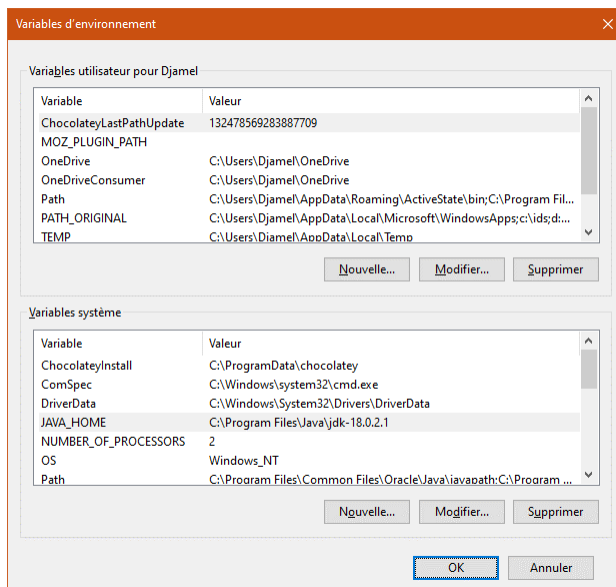 Variables d'environnement
Variables utilisateur pour Djamel
Variable Valeur
ChocolateyLastPathUpdate 132478569283887709
MOZ_PLUGIN_PATH
OneDrive C:\Users\Djamel\OneDrive
OneDriveConsumer C:\Users\Djamel\OneDrive
Path C:\Users\Djamel\AppData\Roaming\ActiveState\bin;C:\Program Fil...
PATH_ORIGINAL C:\Users\Djamel\AppData\Local\Microsoft\WindowsApps;c:\ids;d:...
TEMP C:\Users\Djamel\AppData\Local\Temp
Nouvelle... Modifier... Supprimer
Variables système
Variable Valeur
ChocolateyInstall C:\ProgramData\chocolatey
ComSpec C:\Windows\system32\cmd.exe
DriverData C:\Windows\System32\Drivers\DriverData
JAVA_HOME C:\Program Files\Java\jdk-18.0.2.1
NUMBER_OF_PROCESSORS 2
OS Windows_NT
Path C:\Program Files\Common Files\Oracle\Java\javapath;C:\Program ...
Nouvelle... Modifier... Supprimer
OK Annuler